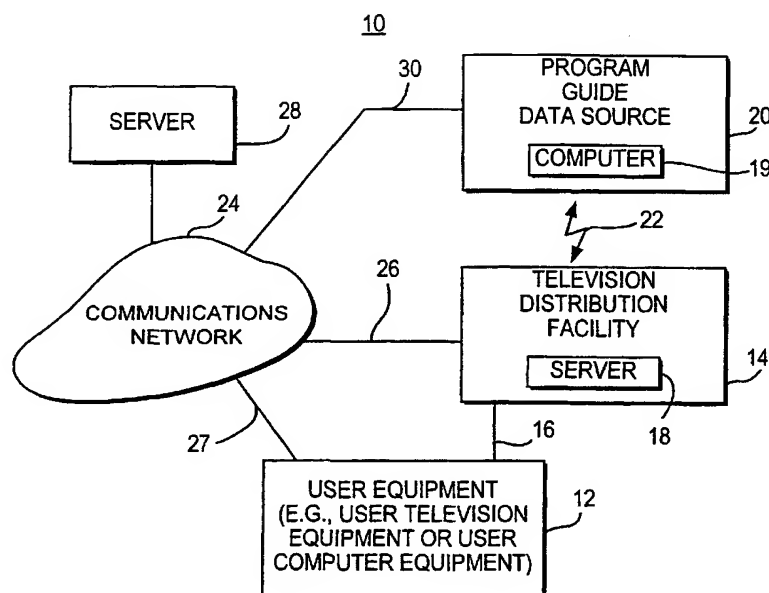 10
PROGRAM
GUIDE
DATA SOURCE
COMPUTER
20
19
30
SERVER
28
24
22
COMMUNICATIONS
NETWORK
26
TELEVISION
DISTRIBUTION
FACILITY
SERVER
14
18
27
16
USER EQUIPMENT
(E.G., USER TELEVISION
EQUIPMENT OR USER
COMPUTER EQUIPMENT)
12